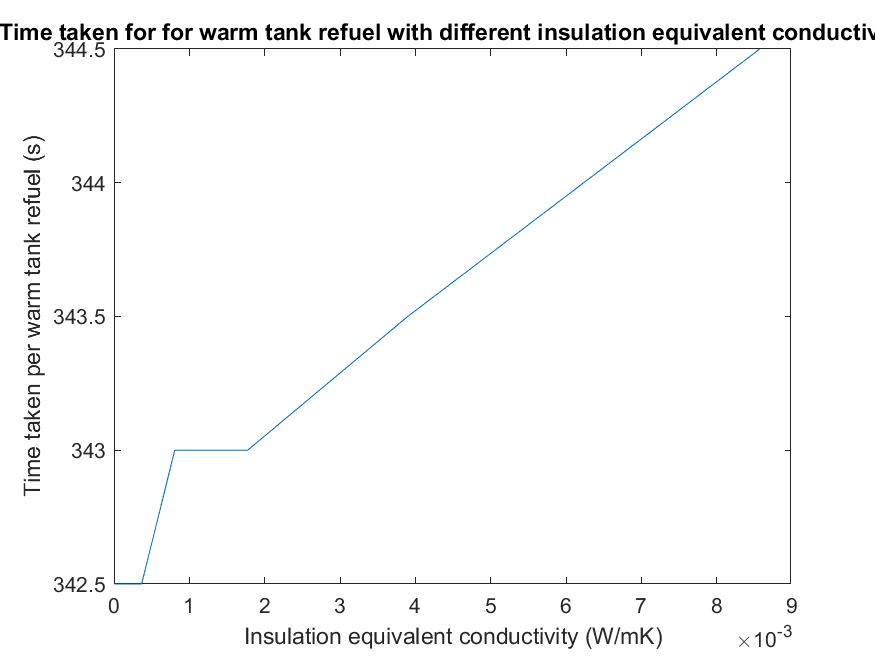 Time taken for for warm tank refuel with different insulation equivalent conductiv
344.5
344
343.5
343
342.5
Time taken per warm tank refuel (s)
0 1 2 3 4 5 6 7 8 9
Insulation equivalent conductivity (W/mK)
×10-3